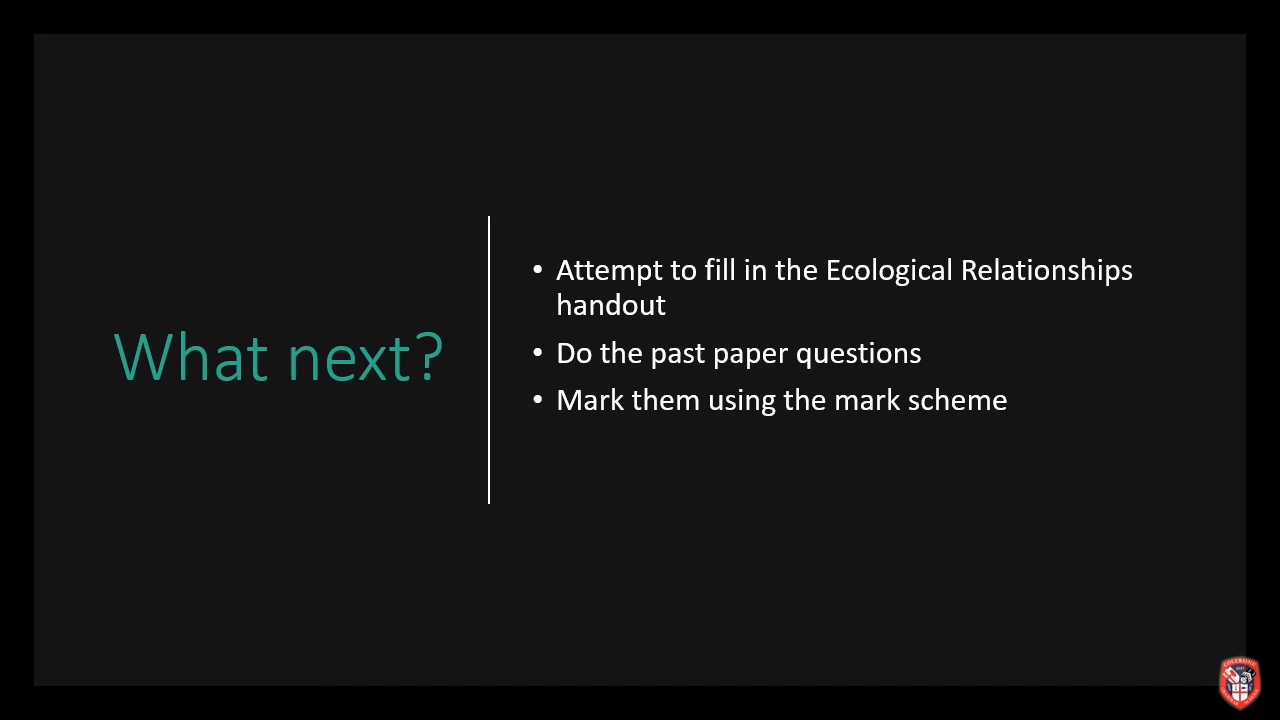 What next?
• Attempt to fill in the Ecological Relationships
handout
• Do the past paper questions
• Mark them using the mark scheme
COLERAINE